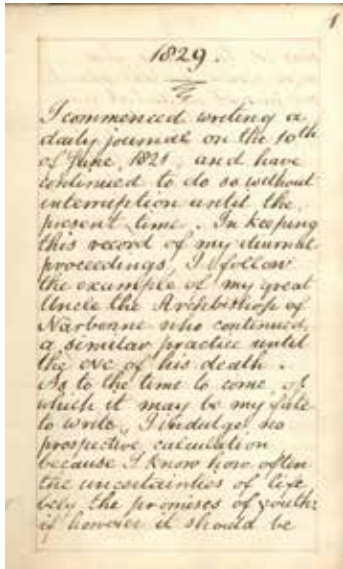 1
1829.
I commenced writing a
daily journal on the 10th
of June, 1821, and have
continued to do so without
interruption until the
present time. In keeping
this record of my diurnal
proceedings, I follow
the example of my great
Uncle the Archbishop of
Narbonne who continued
a similar practice until
the eve of his death.
As to the time to come, of
which it may be my fate
to write, I indulge no
prospective calculation
because I know how often
the uncertainties of life
bely the promises of youth:
if however it should be